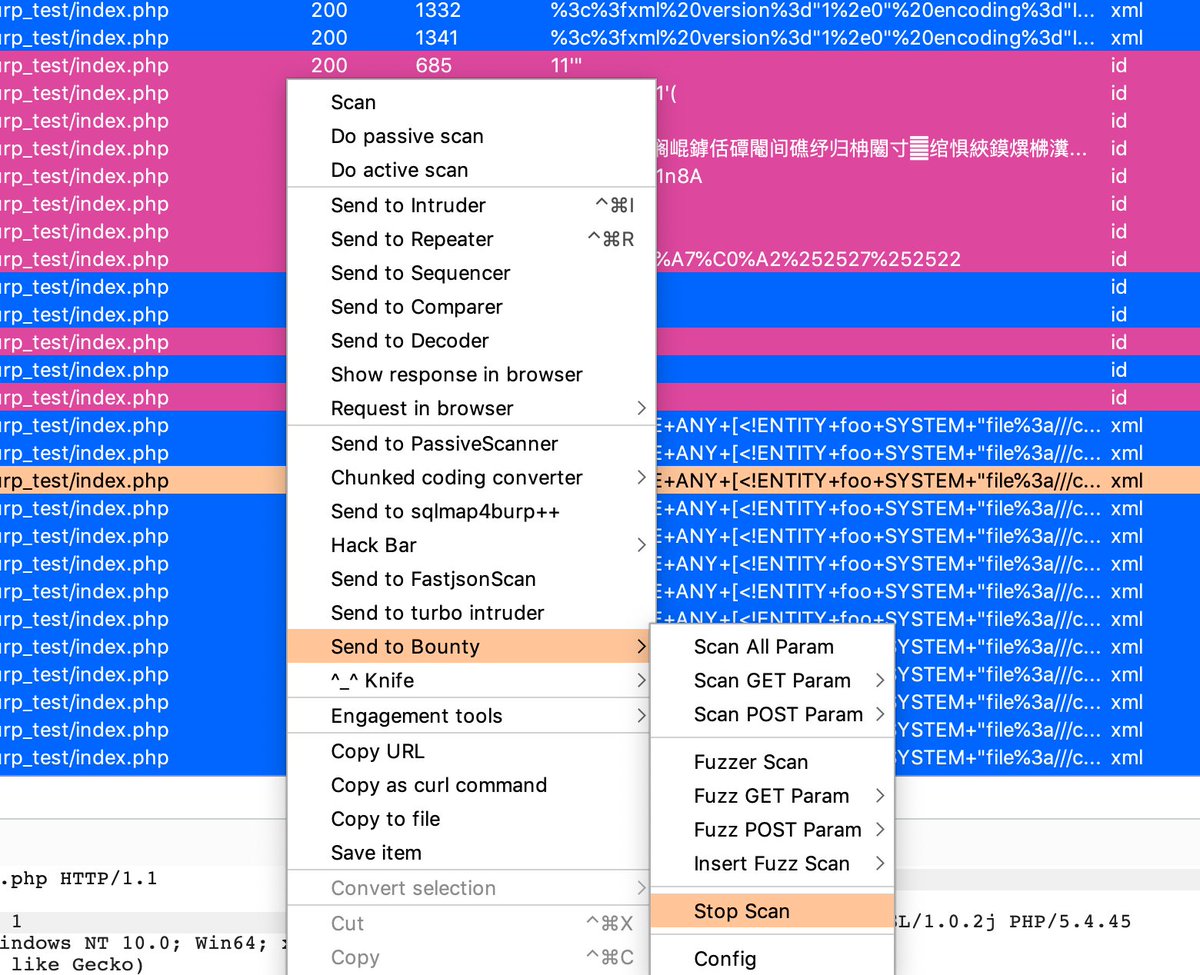 urp_test/index.php 200 1332 %3c%3fxml%20version%3d"1%2e0"%20encoding%3d"I... xml
urp_test/index.php 200 1341 %3c%3fxml%20version%3d"1%2e0"%20encoding%3d"I... xml
urp_test/index.php 200 685 11'" id
urp_test/index.php 1'( id
urp_test/index.php id
urp_test/index.php 崐鎼佸磹閫间礁纾归柟闂寸绾惧綊鏌熼梻瀵... id
urp_test/index.php 1n8A id
urp_test/index.php id
urp_test/index.php id
urp_test/index.php %A7%C0%A2%252527%252522 id
urp_test/index.php id
urp_test/index.php id
urp_test/index.php id
urp_test/index.php id
urp_test/index.php id
urp_test/index.php E+ANY+[<!ENTITY+foo+SYSTEM+"file%3a///c... xml
urp_test/index.php E+ANY+[<!ENTITY+foo+SYSTEM+"file%3a///c... xml
urp_test/index.php E+ANY+[<!ENTITY+foo+SYSTEM+"file%3a///c... xml
urp_test/index.php E+ANY+[<!ENTITY+foo+SYSTEM+"file%3a///c... xml
urp_test/index.php E+ANY+[<!ENTITY+foo+SYSTEM+"file%3a///c... xml
urp_test/index.php E+ANY+[<!ENTITY+foo+SYSTEM+"file%3a///c... xml
urp_test/index.php E+ANY+[<!ENTITY+foo+SYSTEM+"file%3a///c... xml
urp_test/index.php E+ANY+[<!ENTITY+foo+SYSTEM+"file%3a///c... xml
urp_test/index.php YSTEM+"file%3a///c... xml
urp_test/index.php YSTEM+"file%3a///c... xml
urp_test/index.php YSTEM+"file%3a///c... xml
urp_test/index.php YSTEM+"file%3a///c... xml
urp_test/index.php YSTEM+"file%3a///c... xml
Scan
Do passive scan
Do active scan
Send to Intruder ^⌘I
Send to Repeater ^⌘R
Send to Sequencer
Send to Comparer
Send to Decoder
Show response in browser
Request in browser
Send to PassiveScanner
Chunked coding converter
Send to sqlmap4burp++
Hack Bar
Send to FastjsonScan
Send to turbo intruder
Send to Bounty
^_^ Knife
Engagement tools
Copy URL
Copy as curl command
Copy to file
Save item
Convert selection
Cut ^⌘X
Copy ^⌘C
Scan All Param
Scan GET Param
Scan POST Param
Fuzzer Scan
Fuzz GET Param
Fuzz POST Param
Insert Fuzz Scan
Stop Scan
Config
.php HTTP/1.1
1
indows NT 10.0; Win64;
like Gecko)
SL/1.0.2j PHP/5.4.45